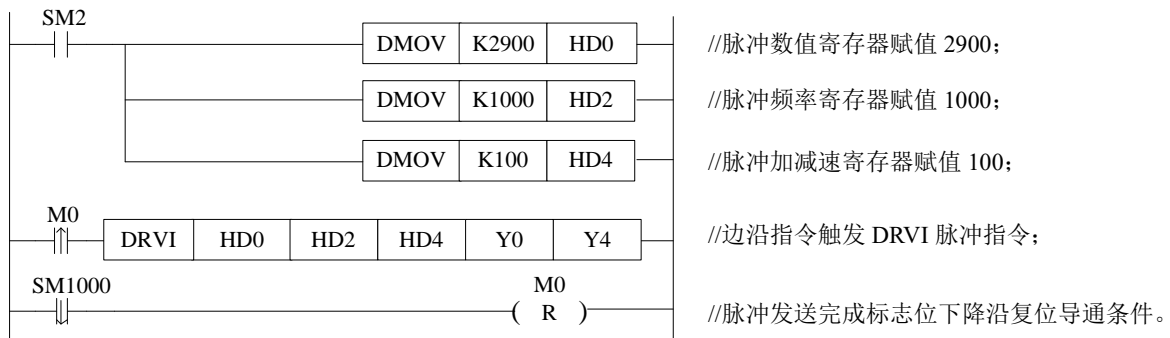 SM2
DMOV K2900 HD0 //脉冲数值寄存器赋值 2900；
DMOV K1000 HD2 //脉冲频率寄存器赋值 1000；
DMOV K100 HD4 //脉冲加减速寄存器赋值 100；
M0
DRVI HD0 HD2 HD4 Y0 Y4 //边沿指令触发 DRVI 脉冲指令；
SM1000 M0
( R ) //脉冲发送完成标志位下降沿复位导通条件。